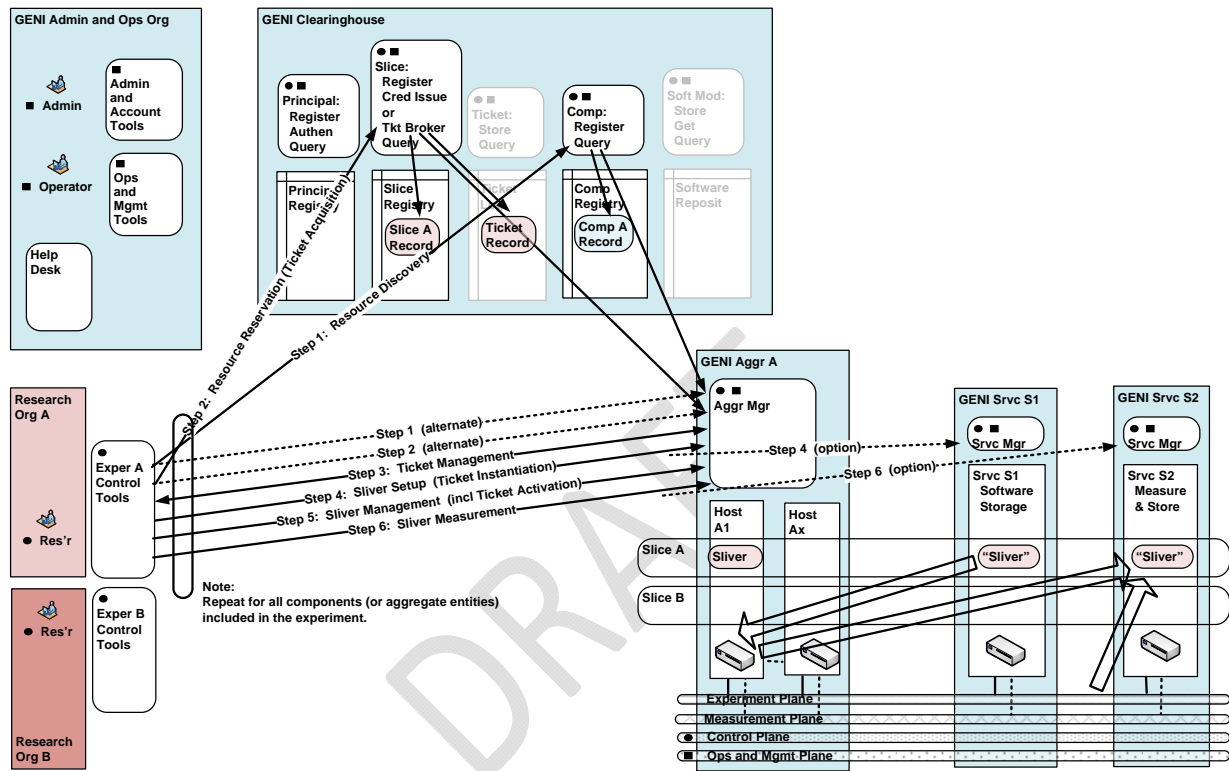 GENI Admin and Ops Org
Admin
Admin
and
Account
Tools
Operator
Ops
and
Mgmt
Tools
Help
Desk
GENI Clearinghouse
Principal:
Register
Authen
Query
Slice:
Register
Cred Issue
or
Tkt Broker
Query
Ticket:
Store
Query
Comp:
Register
Query
Soft Mod:
Store
Get
Query
Slice
Registry
Slice A
Record
Ticket
Ticket
Record
Comp
Registry
Comp A
Record
Software
Reposit
Step 2: Resource Reservation (Ticket Acquisition)
Step 1: Resource Discovery
Research
Org A
Res'r
Exper A
Control
Tools
Step 1 (alternate)
Step 2 (alternate)
Step 3: Ticket Management
Step 4: Sliver Setup (Ticket Instantiation)
Step 5: Sliver Management (incl Ticket Activation)
Step 6: Sliver Measurement
Step 4 (option)
Step 6 (option)
Note:
Repeat for all components (or aggregate entities)
included in the experiment.
Res'r
Exper B
Control
Tools
Research
Org B
GENI Aggr A
Aggr Mgr
Host
A1
Host
Ax
Sliver
GENI Srvc S1
Srvc Mgr
Srvc S1
Software
Storage
“Sliver”
GENI Srvc S2
Srvc Mgr
Srvc S2
Measure
& Store
“Sliver”
Slice A
Slice B
Experiment Plane
Measurement Plane
Control Plane
Ops and Mgmt Plane
DRAFT